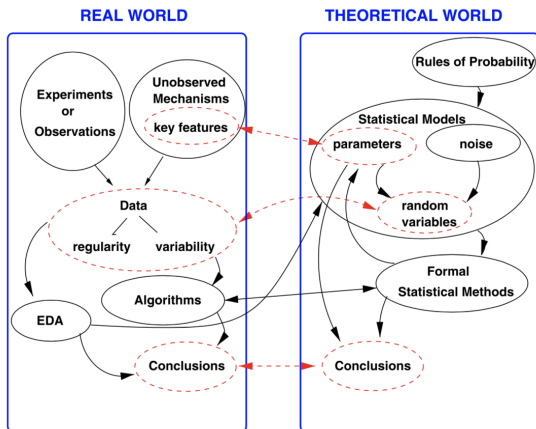 REAL WORLD
THEORETICAL WORLD
Experiments
or
Observations
Unobserved
Mechanisms
key features
Rules of Probability
Statistical Models
parameters
noise
random
variables
Data
regularity
variability
Algorithms
EDA
Formal
Statistical Methods
Conclusions
Conclusions